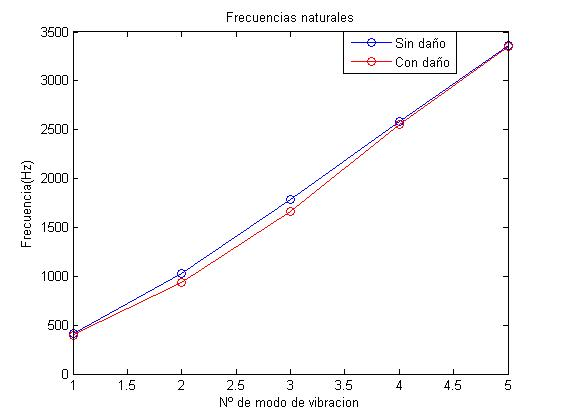 Frecuencias naturales
3500
3000
2500
2000
1500
1000
500
0
Frecuencia(Hz)
Sin daño
Con daño
1 1.5 2 2.5 3 3.5 4 4.5 5
Nº de modo de vibracion